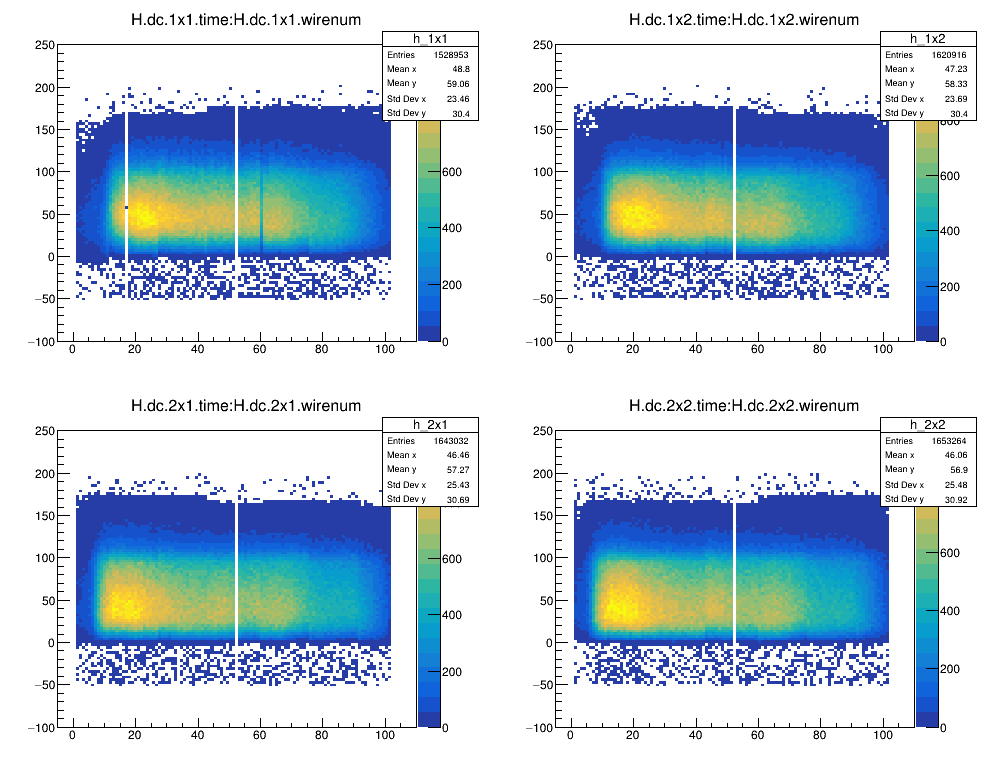 H.dc.1x1.time:H.dc.1x1.wirenum
h_1x1
Entries 1528953
Mean x 48.8
Mean y 59.06
Std Dev x 23.46
Std Dev y 30.4
250
200
150
100
50
0
−50
−100
0 20 40 60 80 100
600
400
200
0
H.dc.1x2.time:H.dc.1x2.wirenum
h_1x2
Entries 1620916
Mean x 47.23
Mean y 58.33
Std Dev x 23.69
Std Dev y 30.4
250
200
150
100
50
0
−50
−100
0 20 40 60 80 100
800
600
400
200
0
H.dc.2x1.time:H.dc.2x1.wirenum
h_2x1
Entries 1643032
Mean x 46.46
Mean y 57.27
Std Dev x 25.43
Std Dev y 30.69
250
200
150
100
50
0
−50
−100
0 20 40 60 80 100
600
400
200
0
H.dc.2x2.time:H.dc.2x2.wirenum
h_2x2
Entries 1653264
Mean x 46.06
Mean y 56.9
Std Dev x 25.48
Std Dev y 30.92
250
200
150
100
50
0
−50
−100
0 20 40 60 80 100
600
400
200
0